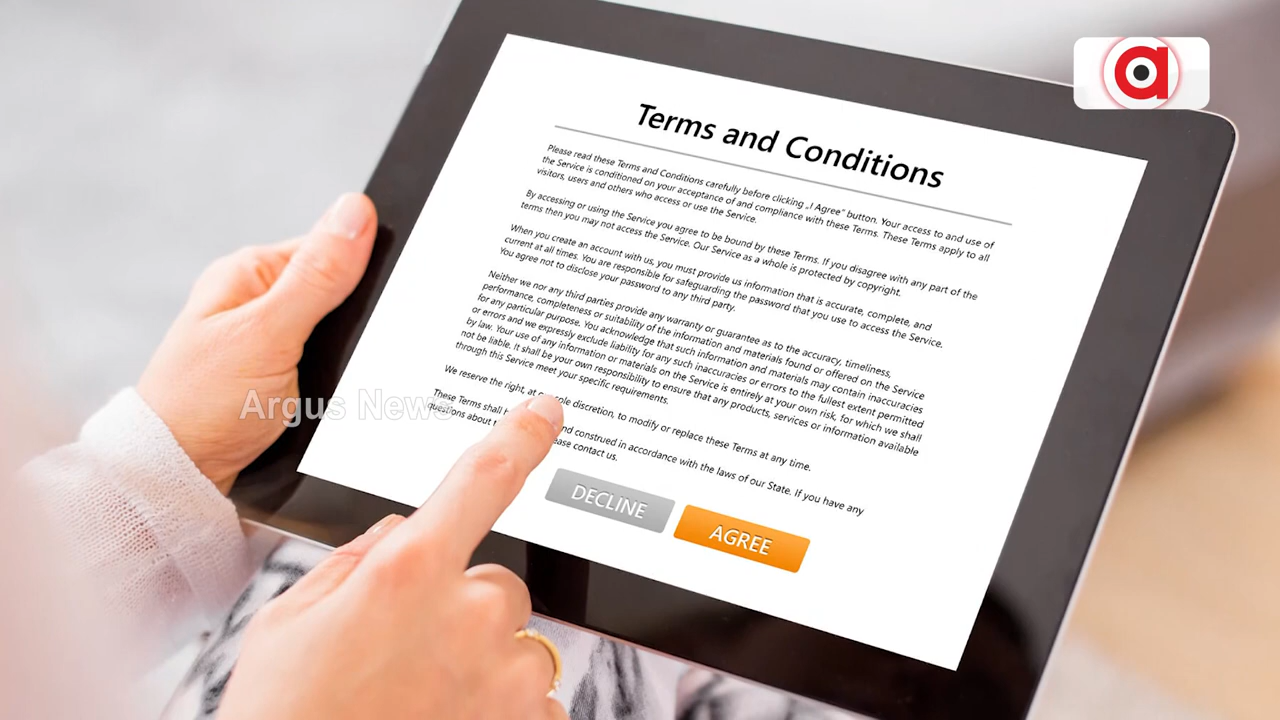 Terms and Conditions
Please read these Terms and Conditions carefully before clicking „I Agree" button. Your access to and use of
the Service is conditioned on your acceptance of and compliance with these Terms. These Terms apply to all
visitors, users and others who access or use the Service.
By accessing or using the Service you agree to be bound by these Terms. If you disagree with any part of the
terms then you may not access the Service. Our Service as a whole is protected by copyright.
When you create an account with us, you must provide us information that is accurate, complete, and
current at all times. You are responsible for safeguarding the password that you use to access the Service.
You agree not to disclose your password to any third party.
Neither we nor any third parties provide any warranty or guarantee as to the accuracy, timeliness,
performance, completeness or suitability of the information and materials found or offered on the Service
for any particular purpose. You acknowledge that such information and materials may contain inaccuracies
or errors and we expressly exclude liability for any such inaccuracies or errors to the fullest extent permitted
by law. Your use of any information or materials on the Service is entirely at your own risk, for which we shall
not be liable. It shall be your own responsibility to ensure that any products, services or information available
through this Service meet your specific requirements.
We reserve the right, at sole discretion, to modify or replace these Terms at any time.
These Terms shall and construed in accordance with the laws of our State. If you have any
questions about please contact us.
DECLINE
AGREE
Argus News
a